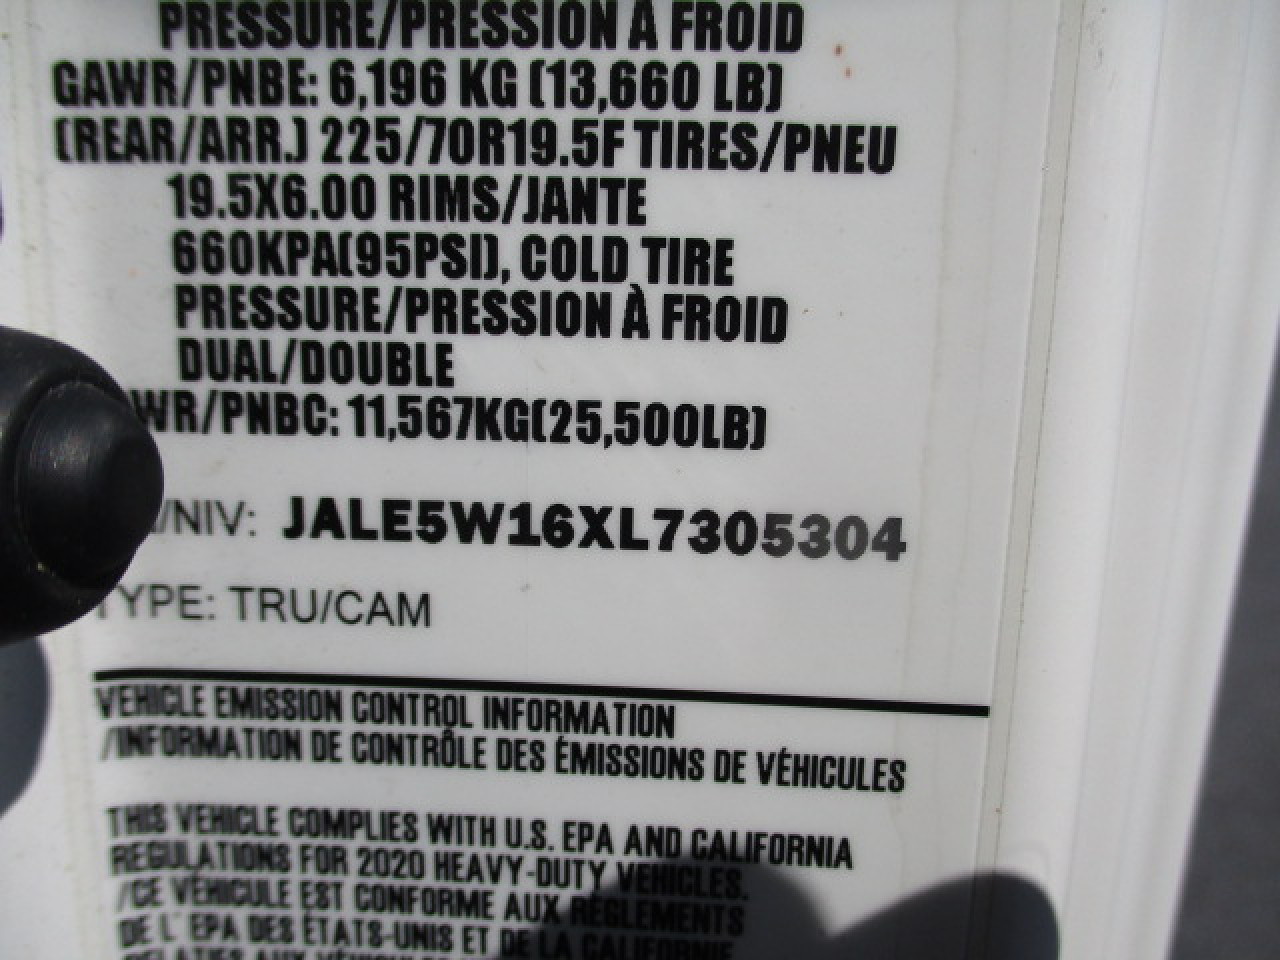 PRESSURE/PRESSION À FROID
GAWR/PNBE: 6,196 KG (13,660 LB)
(REAR/ARR.) 225/70R19.5F TIRES/PNEU
19.5X6.00 RIMS/JANTE
660KPA(95PSI), COLD TIRE
PRESSURE/PRESSION À FROID
DUAL/DOUBLE
WR/PNBC: 11,567KG(25,500LB)
/NIV: JALE5W16XL7305304
TYPE: TRU/CAM
VEHICLE EMISSION CONTROL INFORMATION
/INFORMATION DE CONTRÔLE DES ÉMISSIONS DE VÉHICULES
THIS VEHICLE COMPLIES WITH U.S. EPA AND CALIFORNIA
REGULATIONS FOR 2020 HEAVY-DUTY VEHICLES.
/CE VÉHICULE EST CONFORME AUX RÈGLEMENTS
DE L' EPA DES ÉTATS-UNIS ET DE LA CALIFORNIE